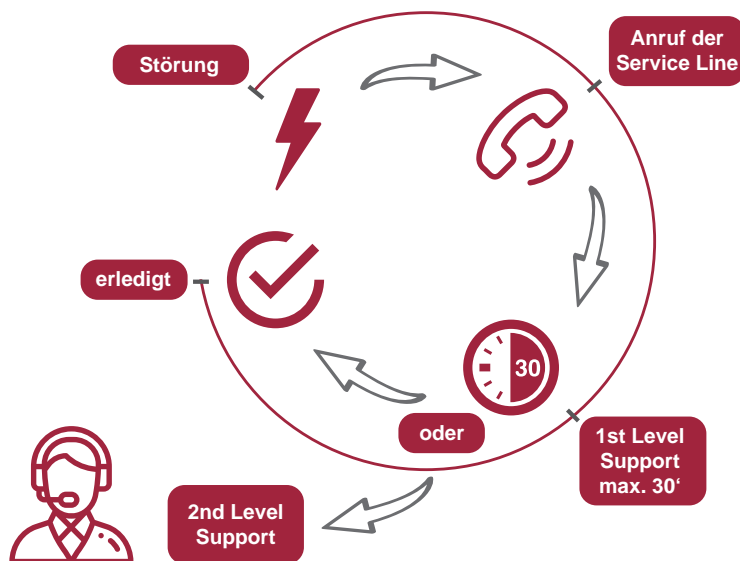 Störung
Anruf der
Service Line
30
1st Level
Support
max. 30‘
oder
erledigt
2nd Level
Support